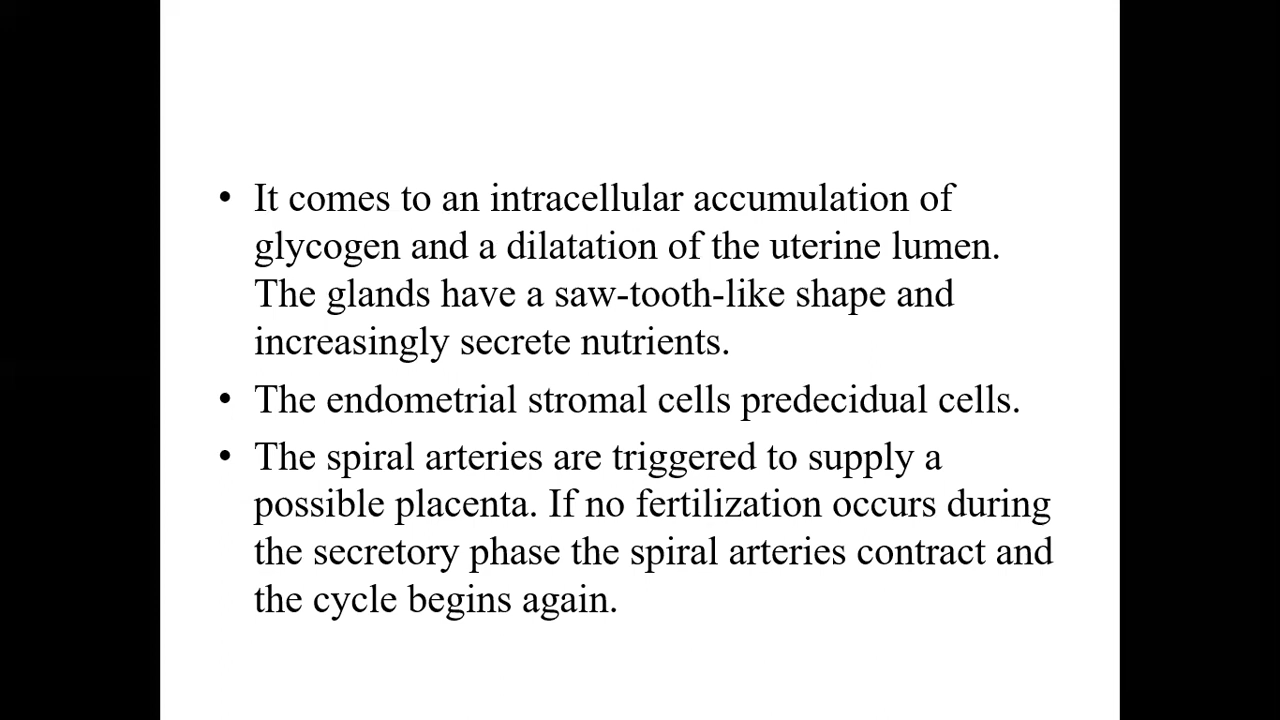 • It comes to an intracellular accumulation of
glycogen and a dilatation of the uterine lumen.
The glands have a saw-tooth-like shape and
increasingly secrete nutrients.
• The endometrial stromal cells predecidual cells.
• The spiral arteries are triggered to supply a
possible placenta. If no fertilization occurs during
the secretory phase the spiral arteries contract and
the cycle begins again.